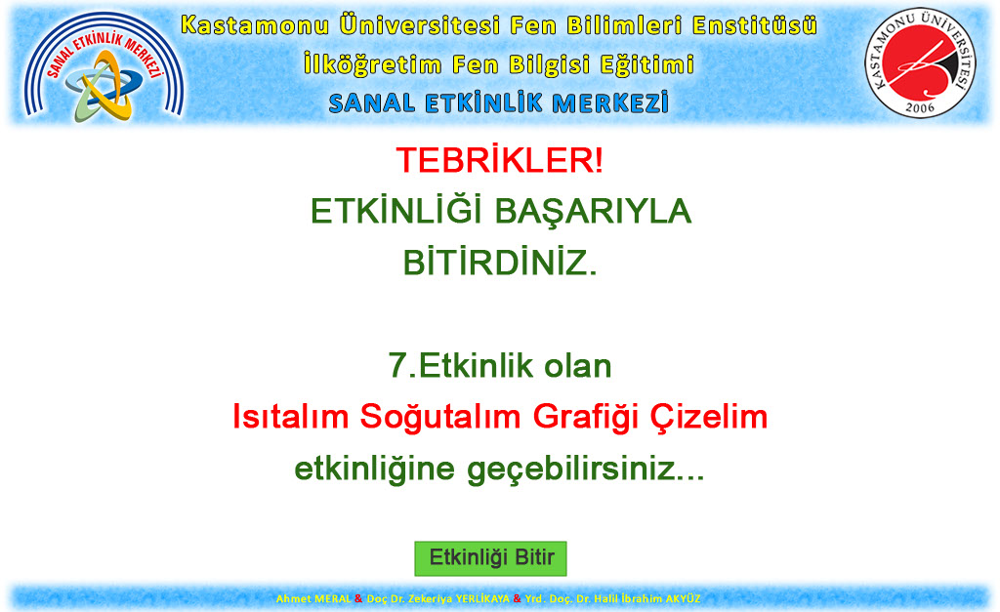 Kastamonu Üniversitesi Fen Bilimleri Enstitüsü
İlköğretim Fen Bilgisi Eğitimi
SANAL ETKİNLİK MERKEZİ
SANAL ETKİNLİK MERKEZİ
KASTAMONU ÜNİVERSİTESİ
2006
TEBRİKLER!
ETKİNLİĞİ BAŞARIYLA
BİTİRDİNİZ.
7.Etkinlik olan
Isıtalım Soğutalım Grafiği Çizelim
etkinliğine geçebilirsiniz...
Etkinliği Bitir
Ahmet MERAL & Doç Dr. Zekeriya YERLİKAYA & Yrd. Doç. Dr. Halil İbrahim AKYÜZ